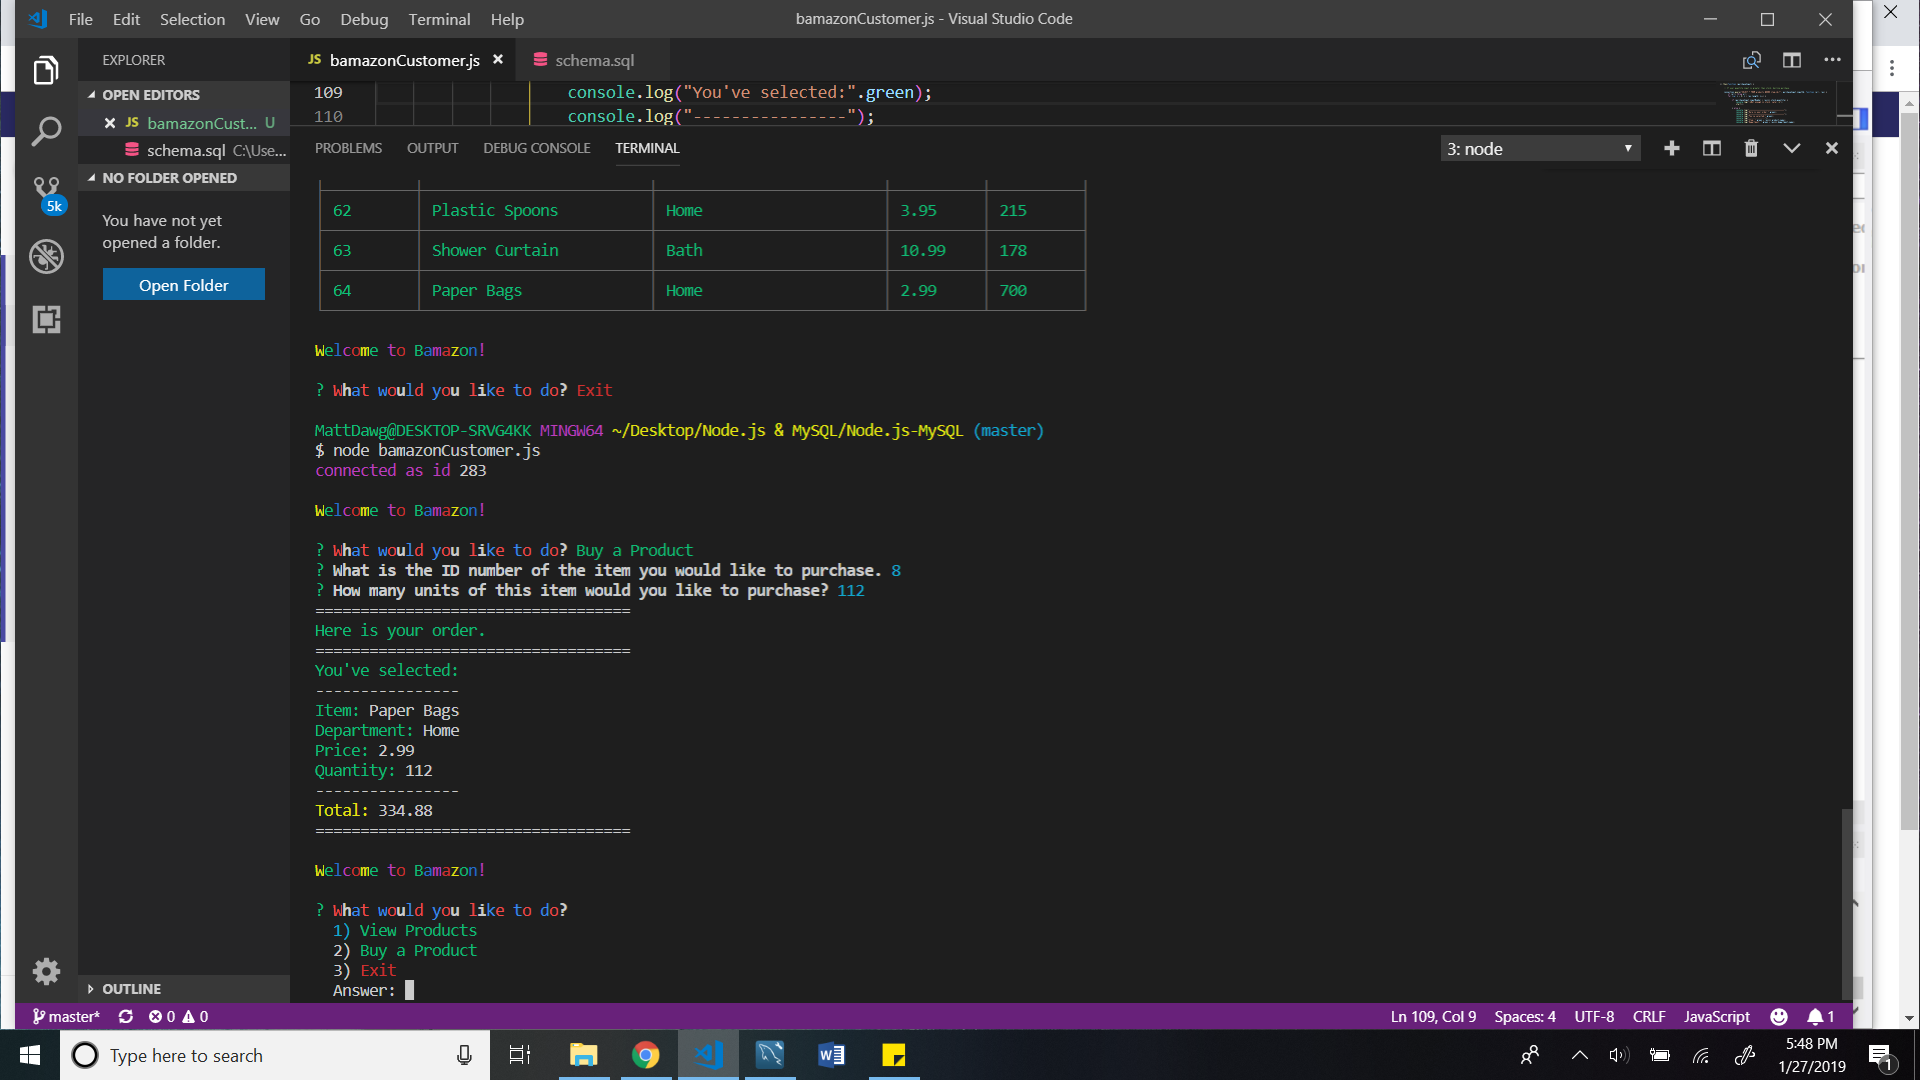 File Edit Selection View Go Debug Terminal Help
bamazonCustomer.js - Visual Studio Code
EXPLORER
JS bamazonCustomer.js
schema.sql
OPEN EDITORS
JS bamazonCust... U
schema.sql C:\Use...
NO FOLDER OPENED
You have not yet
opened a folder.
Open Folder
OUTLINE
5k
109 console.log("You've selected:".green);
110 console.log("----------------");
PROBLEMS OUTPUT DEBUG CONSOLE TERMINAL
3: node
62 Plastic Spoons Home 3.95 215
63 Shower Curtain Bath 10.99 178
64 Paper Bags Home 2.99 700
Welcome to Bamazon!
? What would you like to do? Exit
MattDawg@DESKTOP-SRVG4KK MINGW64 ~/Desktop/Node.js & MySQL/Node.js-MySQL (master)
$ node bamazonCustomer.js
connected as id 283
Welcome to Bamazon!
? What would you like to do? Buy a Product
? What is the ID number of the item you would like to purchase. 8
? How many units of this item would you like to purchase? 112
===================================
Here is your order.
===================================
You've selected:
----------------
Item: Paper Bags
Department: Home
Price: 2.99
Quantity: 112
----------------
Total: 334.88
===================================
Welcome to Bamazon!
? What would you like to do?
1) View Products
2) Buy a Product
3) Exit
Answer:
master* 0 0
Ln 109, Col 9 Spaces: 4 UTF-8 CRLF JavaScript 1
Type here to search
5:48 PM
1/27/2019
1